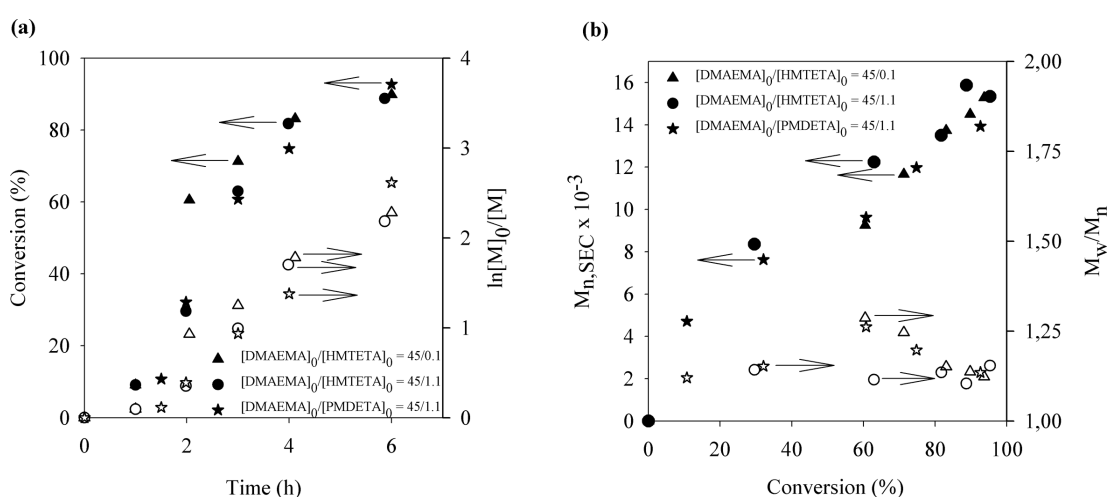 (a)
100
80
60
40
20
0
Conversion (%)
4
3
2
1
0
ln[M]0/[M]
[DMAEMA]0/[HMTETA]0 = 45/0.1
[DMAEMA]0/[HMTETA]0 = 45/1.1
[DMAEMA]0/[PMDETA]0 = 45/1.1
0 2 4 6
Time (h)
(b)
16
14
12
10
8
6
4
2
0
Mn,SEC x 10-3
[DMAEMA]0/[HMTETA]0 = 45/0.1
[DMAEMA]0/[HMTETA]0 = 45/1.1
[DMAEMA]0/[PMDETA]0 = 45/1.1
2,00
1,75
1,50
1,25
1,00
Mw/Mn
0 20 40 60 80 100
Conversion (%)